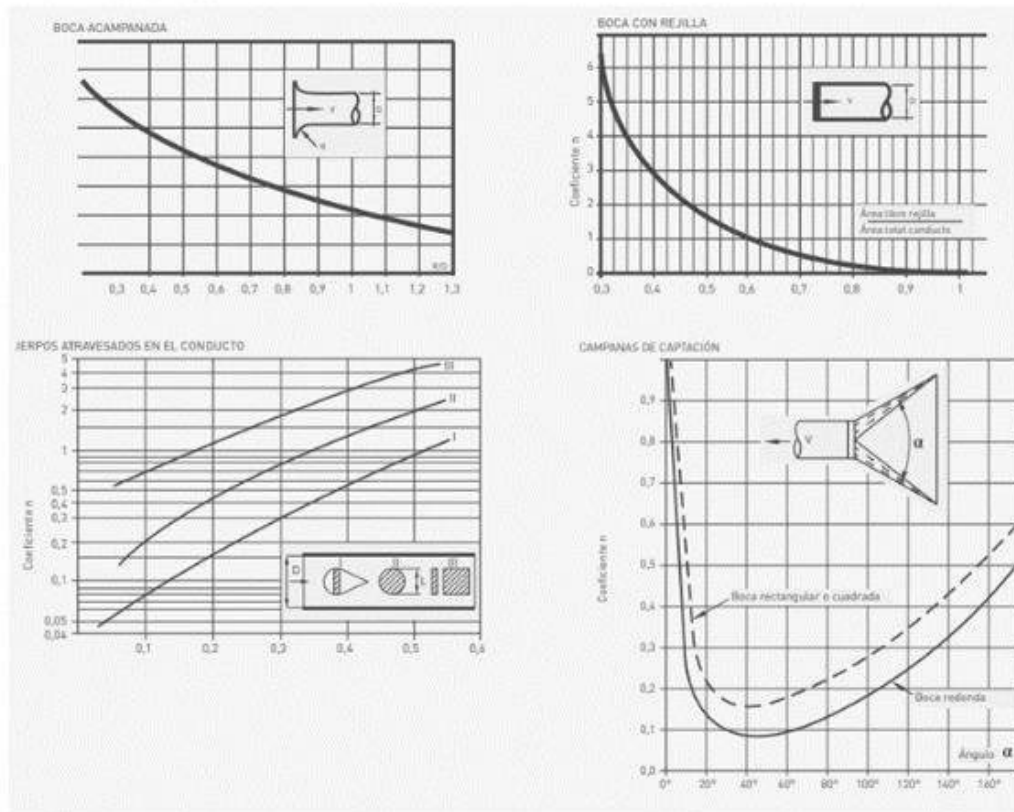 BOCA ACAMPANADA
V
D
R
R/D
0,3 0,4 0,5 0,6 0,7 0,8 0,9 1 1,1 1,2 1,3
BOCA CON REJILLA
Coeficiente n
6
5
4
3
2
1
0
V
D
Área libre rejilla
Área total conducto
0,3 0,4 0,5 0,6 0,7 0,8 0,9 1
JERPOS ATRAVESADOS EN EL CONDUCTO
Coeficiente n
5
4
3
2
1
0,5
0,4
0,3
0,2
0,1
0,05
0,04
III
II
I
D
I II III
L
0,1 0,2 0,3 0,4 0,5 0,6
CAMPANAS DE CAPTACIÓN
Coeficiente n
0,9
0,8
0,7
0,6
0,5
0,4
0,3
0,2
0,1
0,0
V
α
Boca rectangular o cuadrada
Boca redonda
Ángulo α
0° 20° 40° 60° 80° 100° 120° 140° 160°